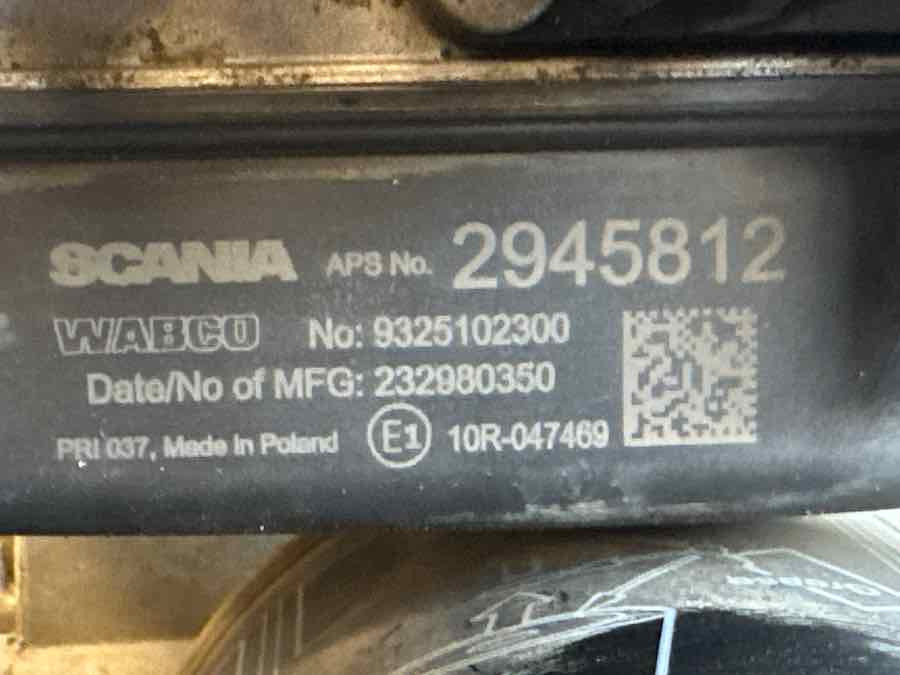 SCANIA APS No. 2945812
WABCO No: 9325102300
Date/No of MFG: 232980350
PRI 037, Made in Poland E1 10R-047469